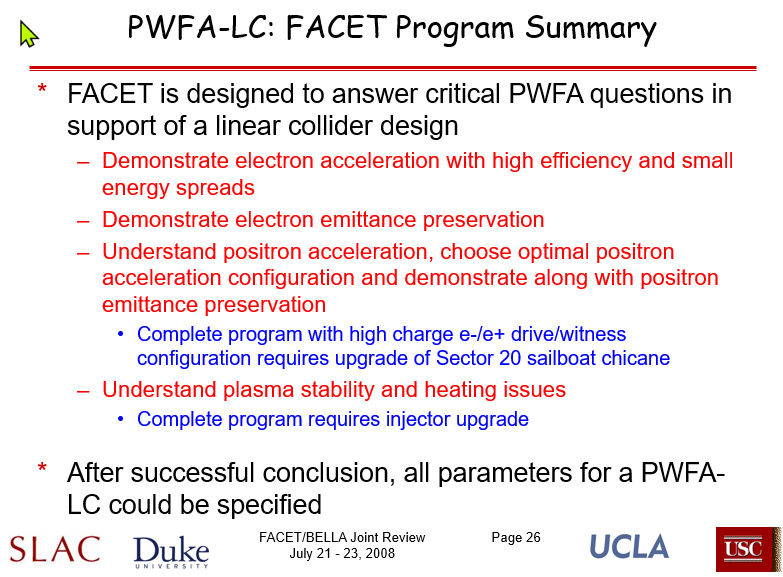 PWFA-LC: FACET Program Summary
* FACET is designed to answer critical PWFA questions in
support of a linear collider design
– Demonstrate electron acceleration with high efficiency and small
energy spreads
– Demonstrate electron emittance preservation
– Understand positron acceleration, choose optimal positron
acceleration configuration and demonstrate along with positron
emittance preservation
• Complete program with high charge e-/e+ drive/witness
configuration requires upgrade of Sector 20 sailboat chicane
– Understand plasma stability and heating issues
• Complete program requires injector upgrade
* After successful conclusion, all parameters for a PWFA-
LC could be specified
SLAC
Duke
UNIVERSITY
FACET/BELLA Joint Review
July 21 - 23, 2008
Page 26
UCLA
USC